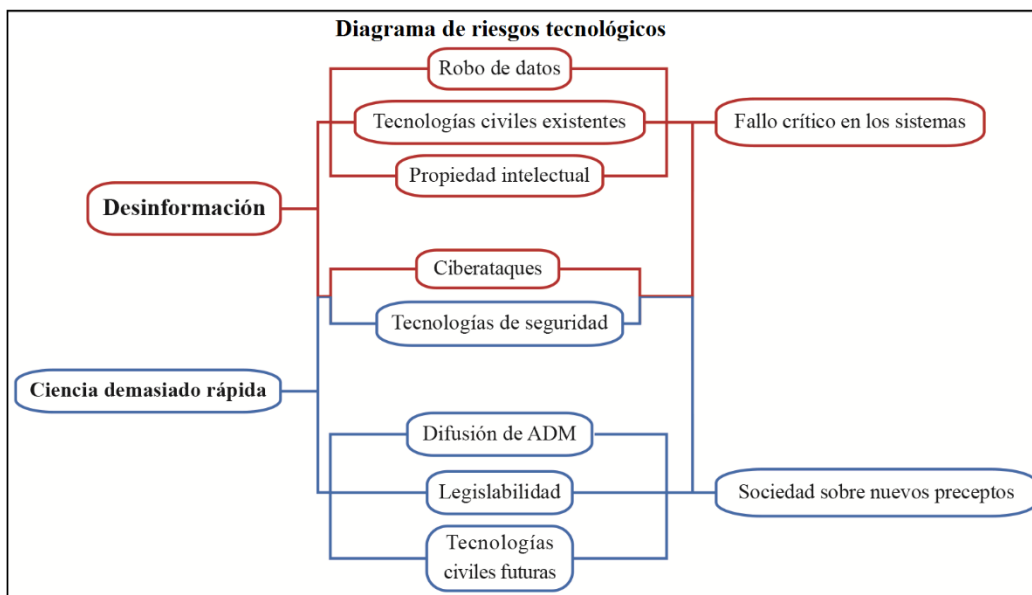 Diagrama de riesgos tecnológicos
Robo de datos
Tecnologías civiles existentes
Fallo crítico en los sistemas
Propiedad intelectual
Desinformación
Ciberataques
Tecnologías de seguridad
Ciencia demasiado rápida
Difusión de ADM
Legislabilidad
Sociedad sobre nuevos preceptos
Tecnologías
civiles futuras